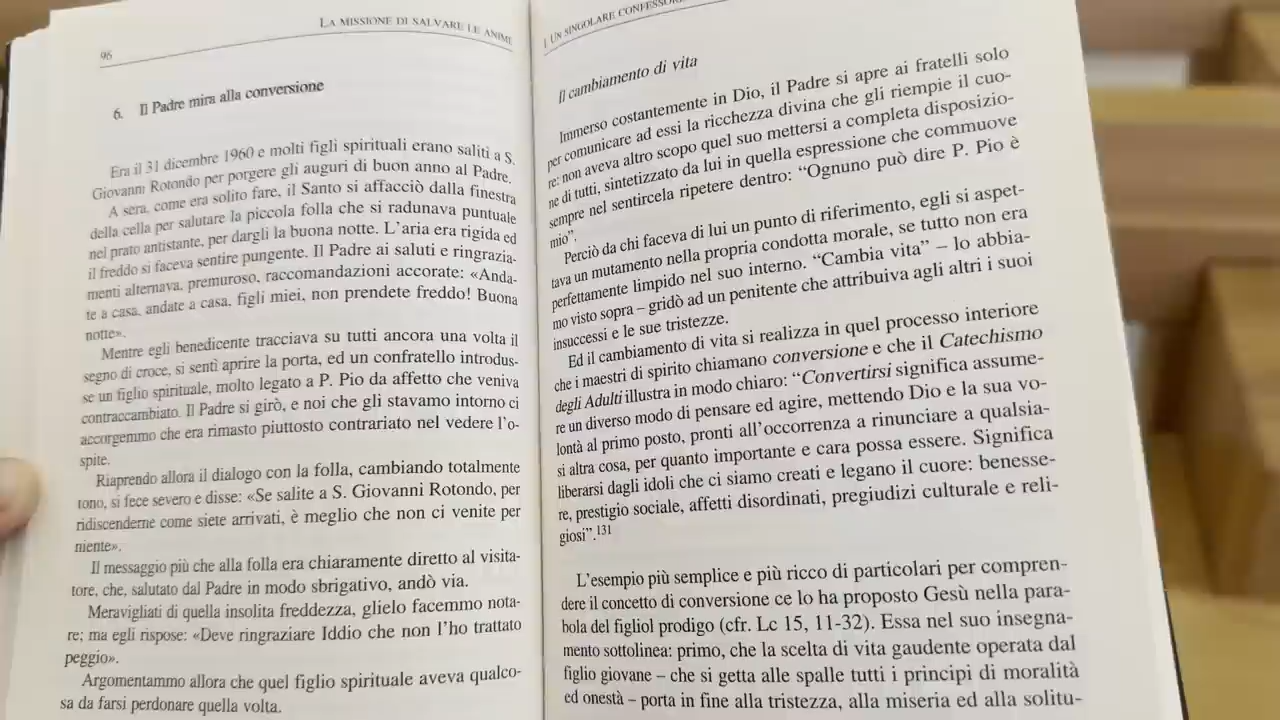 96
LA MISSIONE DI SALVARE LE ANIME
6. Il Padre mira alla conversione
Era il 31 dicembre 1960 e molti figli spirituali erano saliti a S.
Giovanni Rotondo per porgere gli auguri di buon anno al Padre.
A sera, come era solito fare, il Santo si affacciò dalla finestra
della cella per salutare la piccola folla che si radunava puntuale
nel prato antistante, per dargli la buona notte. L'aria era rigida ed
il freddo si faceva sentire pungente. Il Padre ai saluti e ringrazia-
menti alternava, premuroso, raccomandazioni accorate: «Anda-
te a casa, andate a casa, figli miei, non prendete freddo! Buona
notte».
Mentre egli benedicente tracciava su tutti ancora una volta il
segno di croce, si sentì aprire la porta, ed un confratello introdus-
se un figlio spirituale, molto legato a P. Pio da affetto che veniva
contraccambiato. Il Padre si girò, e noi che gli stavamo intorno ci
accorgemmo che era rimasto piuttosto contrariato nel vedere l'o-
spite.
Riaprendo allora il dialogo con la folla, cambiando totalmente
tono, si fece severo e disse: «Se salite a S. Giovanni Rotondo, per
ridiscenderne come siete arrivati, è meglio che non ci venite per
niente».
Il messaggio più che alla folla era chiaramente diretto al visita-
tore, che, salutato dal Padre in modo sbrigativo, andò via.
Meravigliati di quella insolita freddezza, glielo facemmo nota-
re; ma egli rispose: «Deve ringraziare Iddio che non l'ho trattato
peggio».
Argomentammo allora che quel figlio spirituale aveva qualco-
sa da farsi perdonare quella volta.
UN SINGOLARE
Il cambiamento di vita
Immerso costantemente in Dio, il Padre si apre ai fratelli solo
per comunicare ad essi la ricchezza divina che gli riempie il cuo-
re: non aveva altro scopo quel suo mettersi a completa disposizio-
ne di tutti, sintetizzato da lui in quella espressione che commuove
sempre nel sentircela ripetere dentro: "Ognuno può dire P. Pio è
mio".
Perciò da chi faceva di lui un punto di riferimento, egli si aspet-
tava un mutamento nella propria condotta morale, se tutto non era
perfettamente limpido nel suo interno. "Cambia vita" – lo abbia-
mo visto sopra – gridò ad un penitente che attribuiva agli altri i suoi
insuccessi e le sue tristezze.
Ed il cambiamento di vita si realizza in quel processo interiore
che i maestri di spirito chiamano conversione e che il Catechismo
degli Adulti illustra in modo chiaro: "Convertirsi significa assume-
re un diverso modo di pensare ed agire, mettendo Dio e la sua vo-
lontà al primo posto, pronti all'occorrenza a rinunciare a qualsia-
si altra cosa, per quanto importante e cara possa essere. Significa
liberarsi dagli idoli che ci siamo creati e legano il cuore: benesse-
re, prestigio sociale, affetti disordinati, pregiudizi culturale e reli-
giosi".131
L'esempio più semplice e più ricco di particolari per compren-
dere il concetto di conversione ce lo ha proposto Gesù nella para-
bola del figliol prodigo (cfr. Lc 15, 11-32). Essa nel suo insegna-
mento sottolinea: primo, che la scelta di vita gaudente operata dal
figlio giovane – che si getta alle spalle tutti i principi di moralità
ed onestà – porta in fine alla tristezza, alla miseria ed alla solitu-